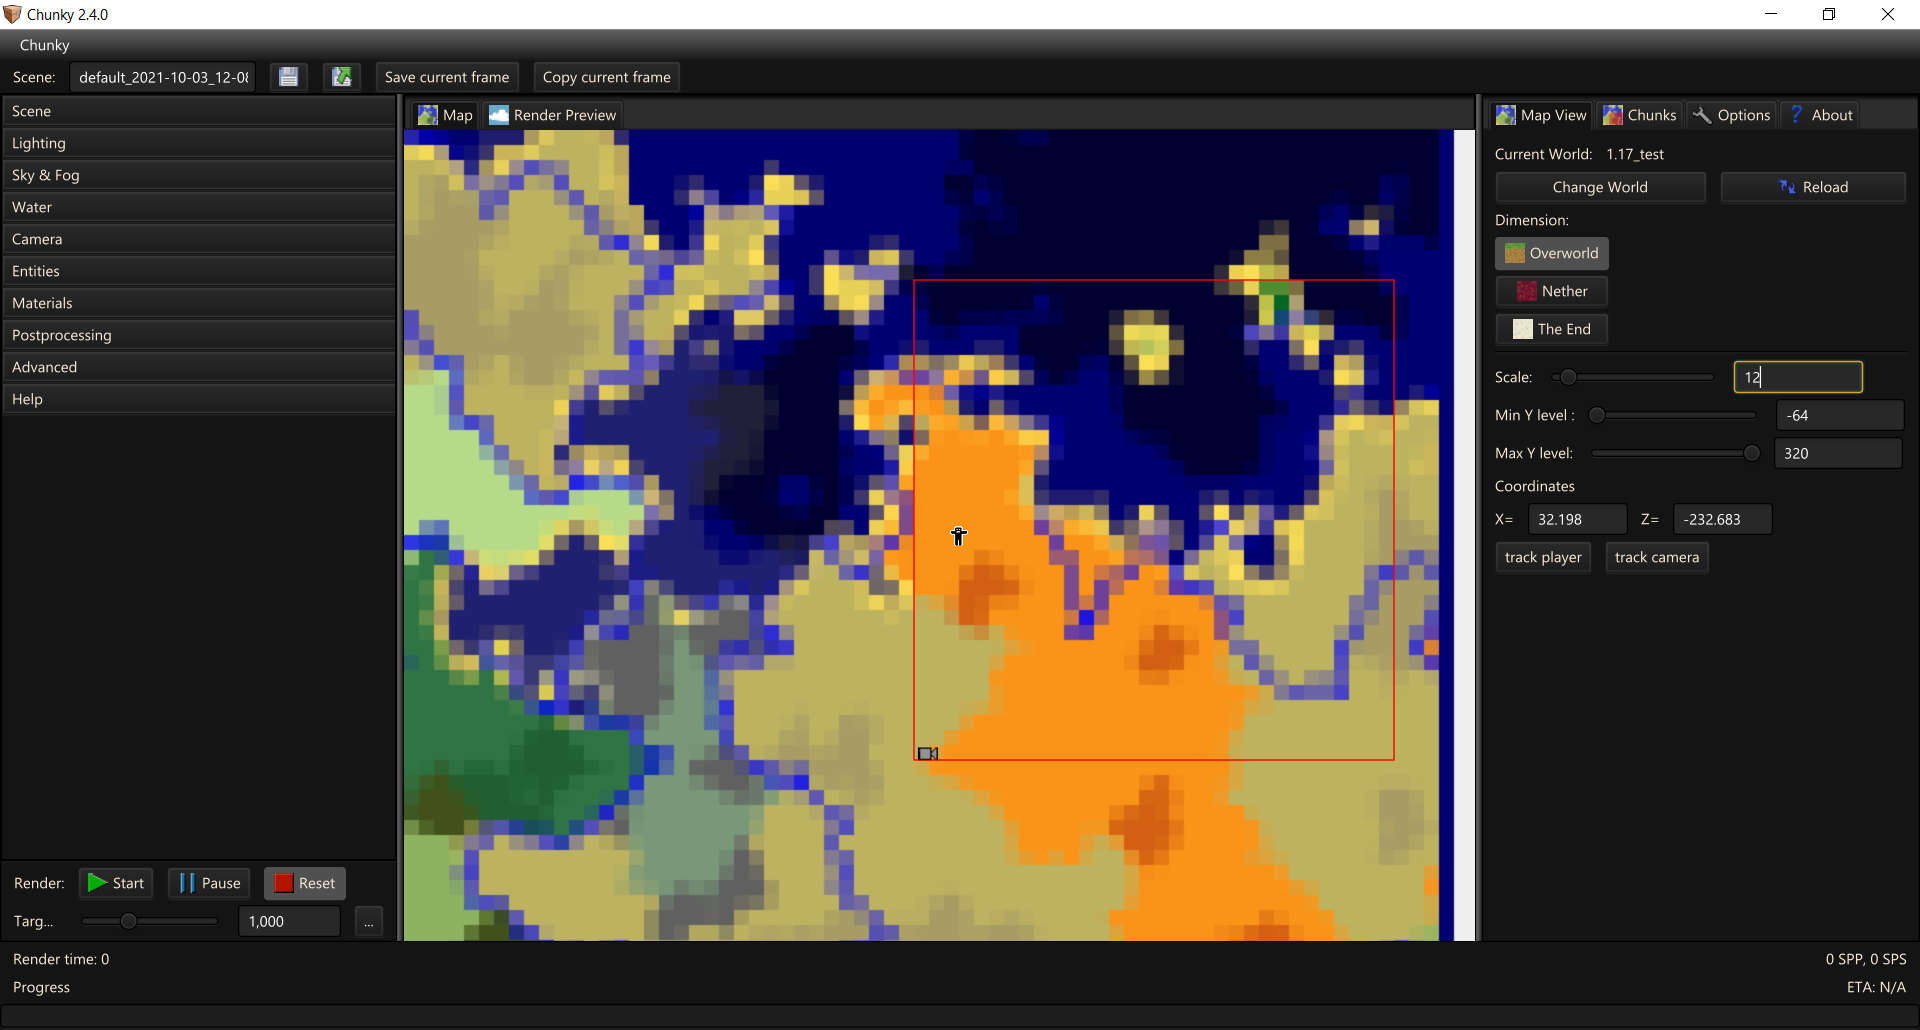 Chunky 2.4.0
Chunky
Scene: default_2021-10-03_12-08 Save current frame Copy current frame
Scene
Lighting
Sky & Fog
Water
Camera
Entities
Materials
Postprocessing
Advanced
Help
Render: Start Pause Reset
Targ... 1,000 ...
Map Render Preview
Map View Chunks Options ? About
Current World: 1.17_test
Change World Reload
Dimension:
Overworld
Nether
The End
Scale: 12
Min Y level : -64
Max Y level: 320
Coordinates
X= 32.198 Z= -232.683
track player track camera
Render time: 0 0 SPP, 0 SPS
Progress ETA: N/A